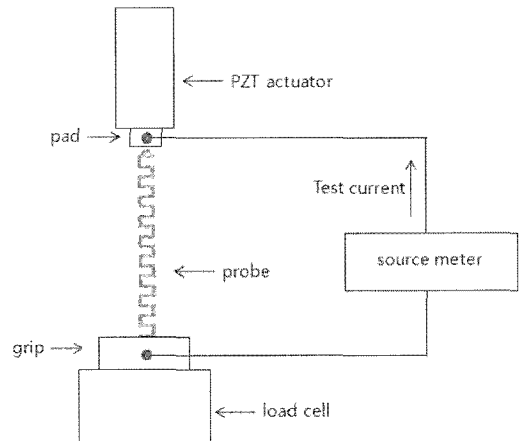 PZT actuator
pad
Test current
source meter
probe
grip
load cell